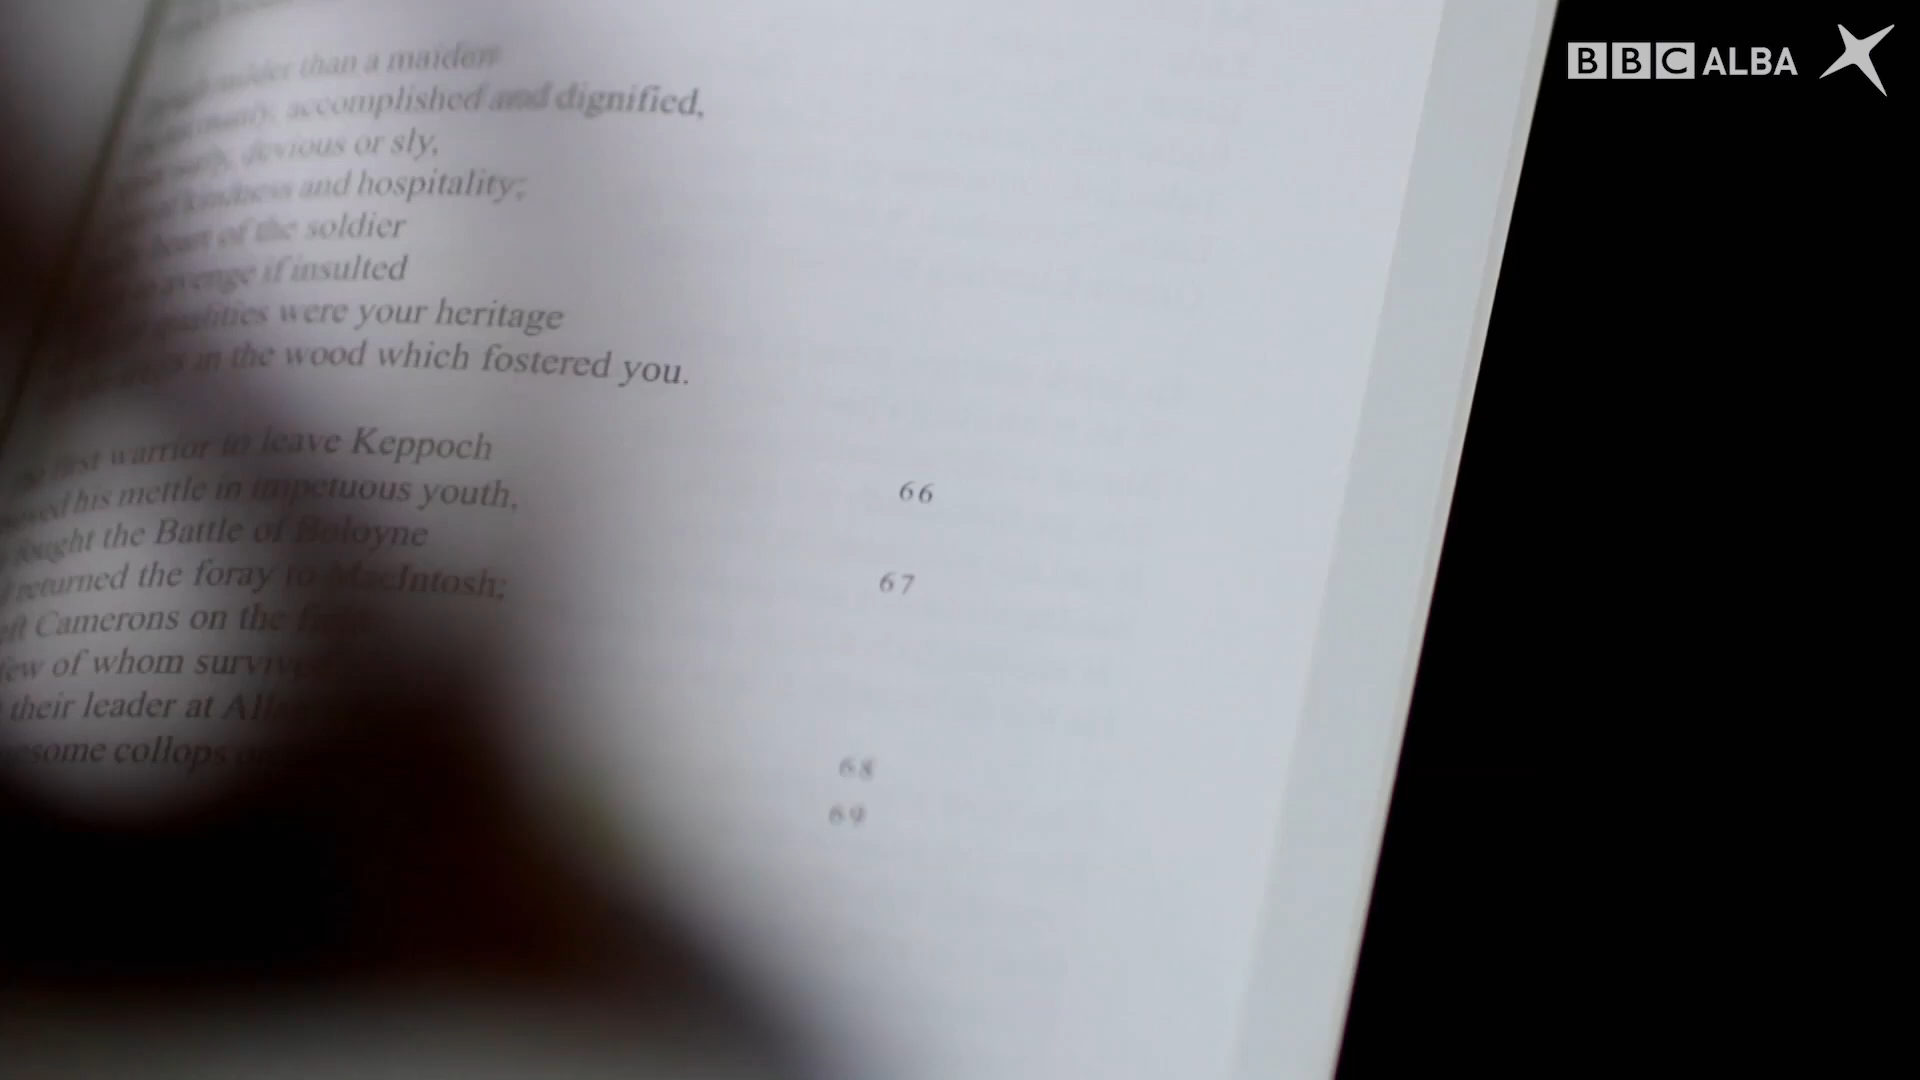 than a maiden
accomplished and dignified,
devious or sly,
kindness and hospitality;
heart of the soldier
avenge if insulted
qualities were your heritage
in the wood which fostered you.
first warrior to leave Keppoch
his mettle in impetuous youth,
66
fought the Battle of Boloyne
returned the foray to MacIntosh;
67
Camerons on the
few of whom
their leader at
collops
68
69
BBC ALBA